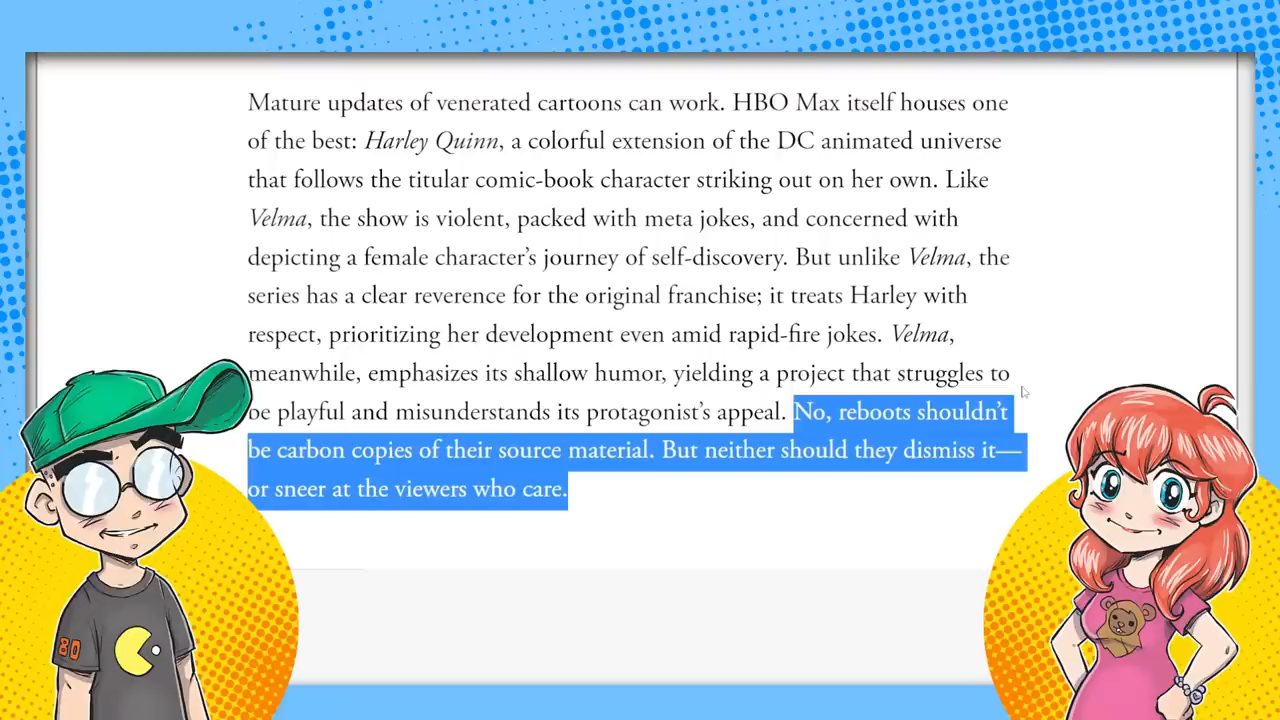 Mature updates of venerated cartoons can work. HBO Max itself houses one
of the best: Harley Quinn, a colorful extension of the DC animated universe
that follows the titular comic-book character striking out on her own. Like
Velma, the show is violent, packed with meta jokes, and concerned with
depicting a female character’s journey of self-discovery. But unlike Velma, the
series has a clear reverence for the original franchise; it treats Harley with
respect, prioritizing her development even amid rapid-fire jokes. Velma,
meanwhile, emphasizes its shallow humor, yielding a project that struggles to
be playful and misunderstands its protagonist’s appeal. No, reboots shouldn’t
be carbon copies of their source material. But neither should they dismiss it—
or sneer at the viewers who care.
80